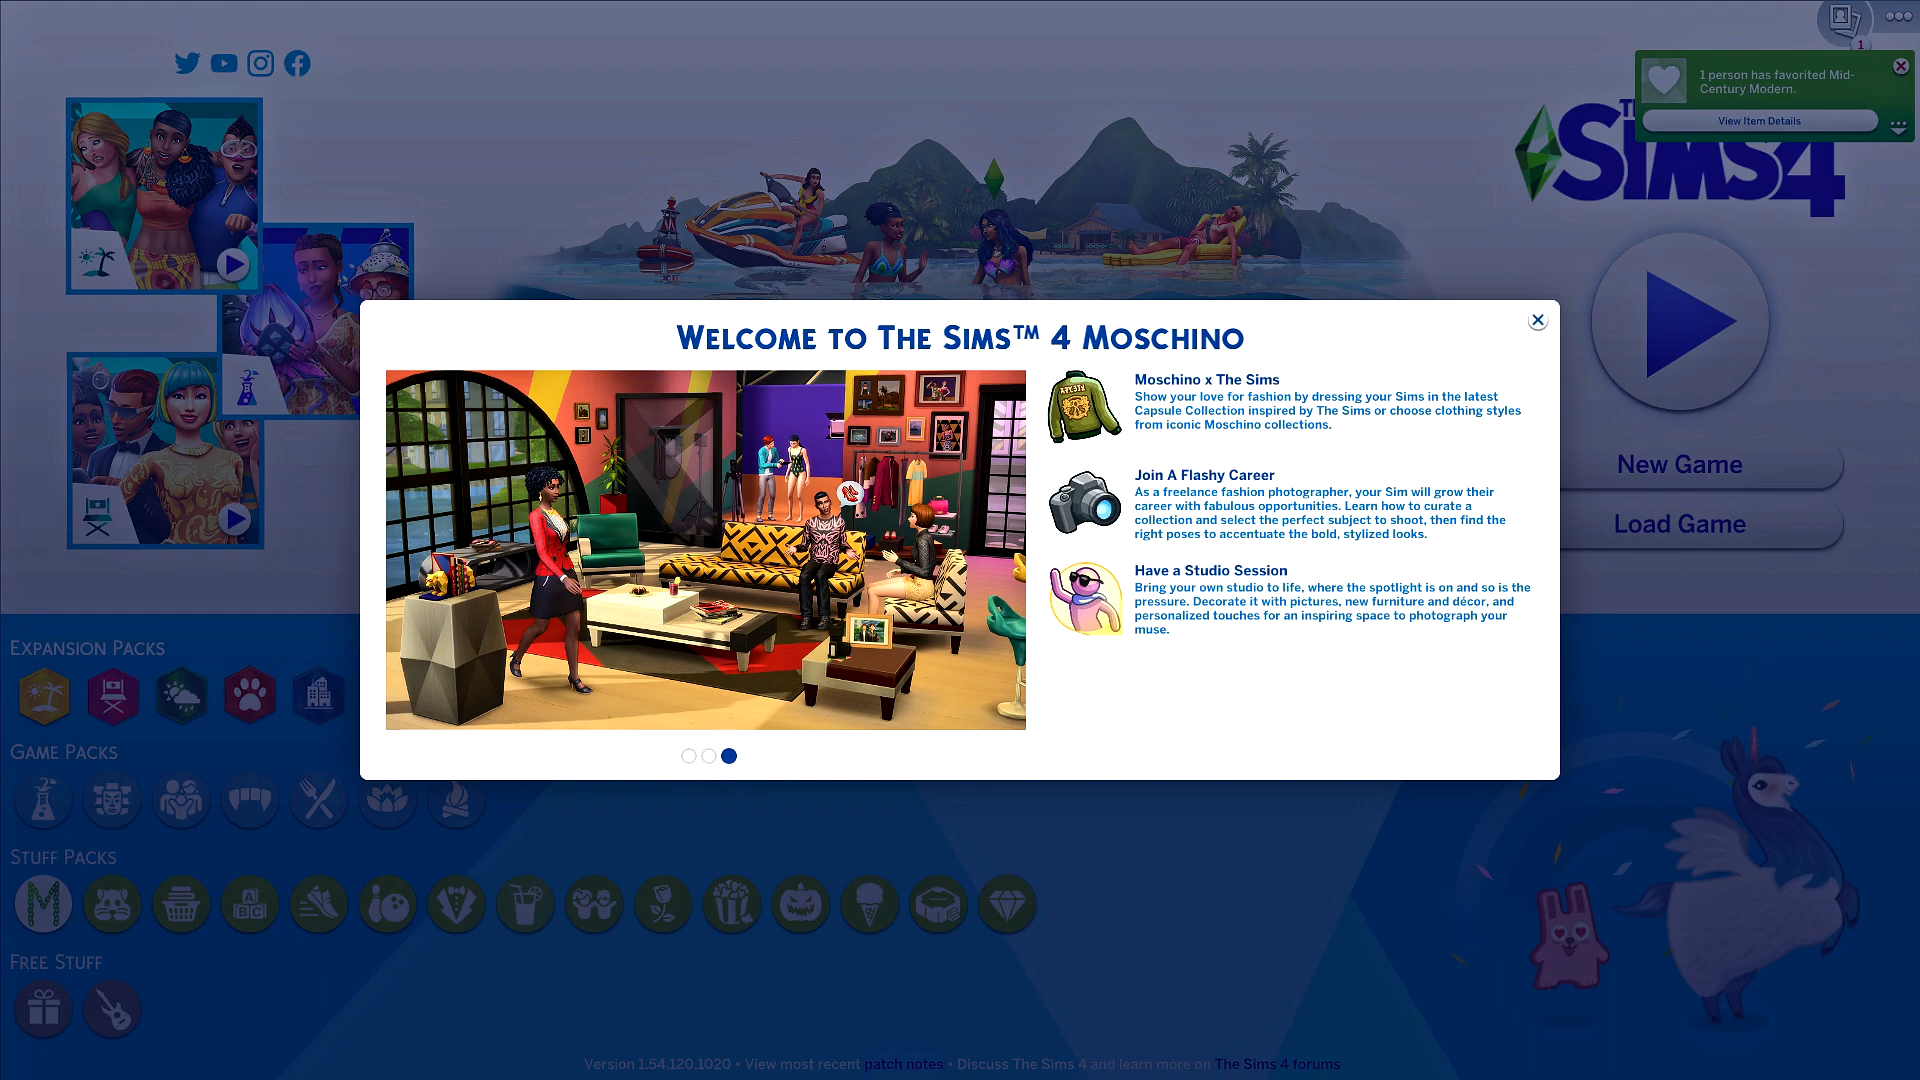 1
1 person has favorited Mid-
Century Modern.
View Item Details
THE
SIMS4
WELCOME TO THE SIMS™ 4 MOSCHINO
Moschino x The Sims
Show your love for fashion by dressing your Sims in the latest
Capsule Collection inspired by The Sims or choose clothing styles
from iconic Moschino collections.
Join A Flashy Career
As a freelance fashion photographer, your Sim will grow their
career with fabulous opportunities. Learn how to curate a
collection and select the perfect subject to shoot, then find the
right poses to accentuate the bold, stylized looks.
Have a Studio Session
Bring your own studio to life, where the spotlight is on and so is the
pressure. Decorate it with pictures, new furniture and décor, and
personalized touches for an inspiring space to photograph your
muse.
New Game
Load Game
EXPANSION PACKS
GAME PACKS
STUFF PACKS
M
A
B C
FREE STUFF
Version 1.54.120.1020 • View most recent patch notes • Discuss The Sims 4 and learn more on The Sims 4 forums